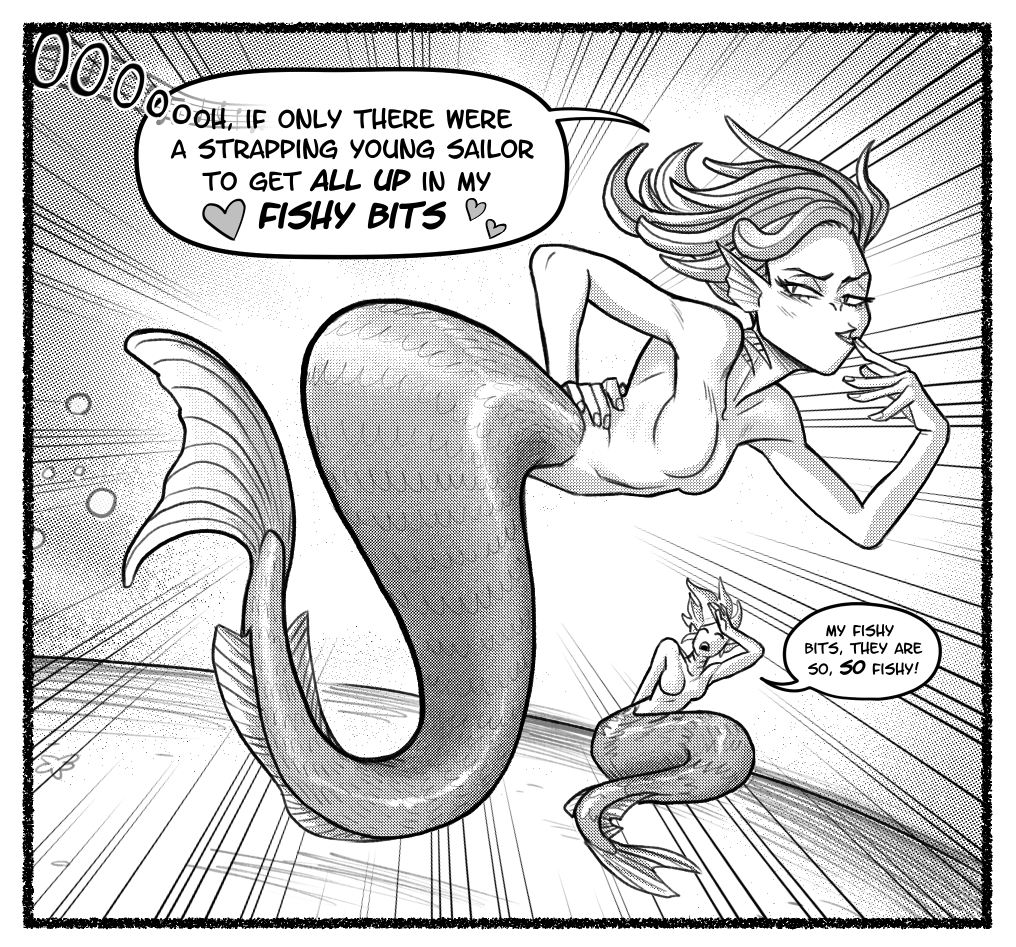 OOOOOOH, IF ONLY THERE WERE
A STRAPPING YOUNG SAILOR
TO GET ALL UP IN MY
FISHY BITS
MY FISHY
BITS, THEY ARE
SO, SO FISHY!